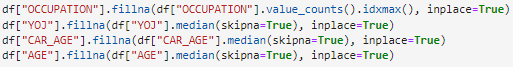 df["OCCUPATION"].fillna(df["OCCUPATION"].value_counts().idxmax(), inplace=True)
df["YOJ"].fillna(df["YOJ"].median(skipna=True), inplace=True)
df["CAR_AGE"].fillna(df["CAR_AGE"].median(skipna=True), inplace=True)
df["AGE"].fillna(df["AGE"].median(skipna=True), inplace=True)